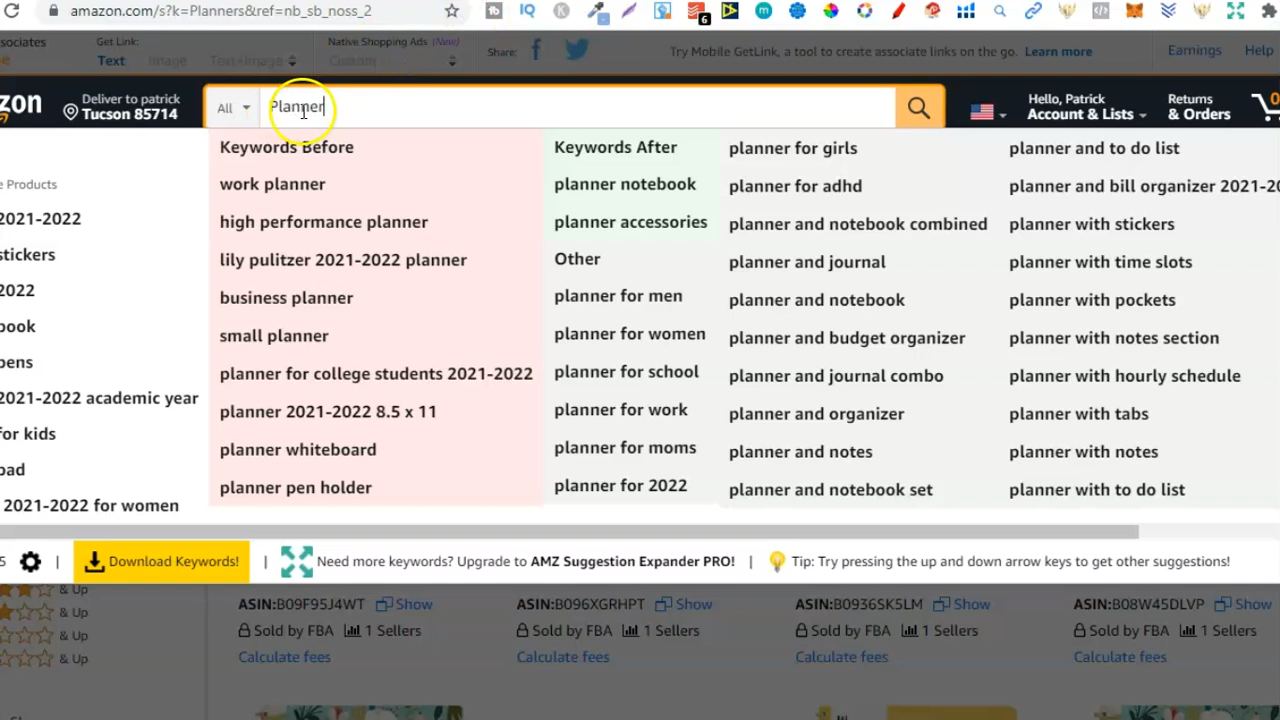 amazon.com/s?k=Planners&ref=nb_sb_noss_2
6
sociates
Get Link:
Text
Image
Text+Image
Native Shopping Ads (New)
Custom
Share:
Try Mobile GetLink, a tool to create associate links on the go. Learn more
Earnings
Help
zon
Deliver to patrick
Tucson 85714
All
Planner
Hello, Patrick
Account & Lists
Returns
& Orders
0
e Products
2021-2022
stickers
2022
book
pens
2021-2022 academic year
for kids
pad
2021-2022 for women
Keywords Before
work planner
high performance planner
lily pulitzer 2021-2022 planner
business planner
small planner
planner for college students 2021-2022
planner 2021-2022 8.5 x 11
planner whiteboard
planner pen holder
Keywords After
planner notebook
planner accessories
Other
planner for men
planner for women
planner for school
planner for work
planner for moms
planner for 2022
planner for girls
planner for adhd
planner and notebook combined
planner and journal
planner and notebook
planner and budget organizer
planner and journal combo
planner and organizer
planner and notes
planner and notebook set
planner and to do list
planner and bill organizer 2021-20
planner with stickers
planner with time slots
planner with pockets
planner with notes section
planner with hourly schedule
planner with tabs
planner with notes
planner with to do list
5 | Download Keywords! | Need more keywords? Upgrade to AMZ Suggestion Expander PRO! | Tip: Try pressing the up and down arrow keys to get other suggestions!
& Up
& Up
& Up
& Up
ASIN:B09F95J4WT Show
Sold by FBA 1 Sellers
Calculate fees
ASIN:B096XGRHPT Show
Sold by FBA 1 Sellers
Calculate fees
ASIN:B0936SK5LM Show
Sold by FBA 1 Sellers
Calculate fees
ASIN:B08W45DLVP Show
Sold by FBA 1 Sellers
Calculate fees